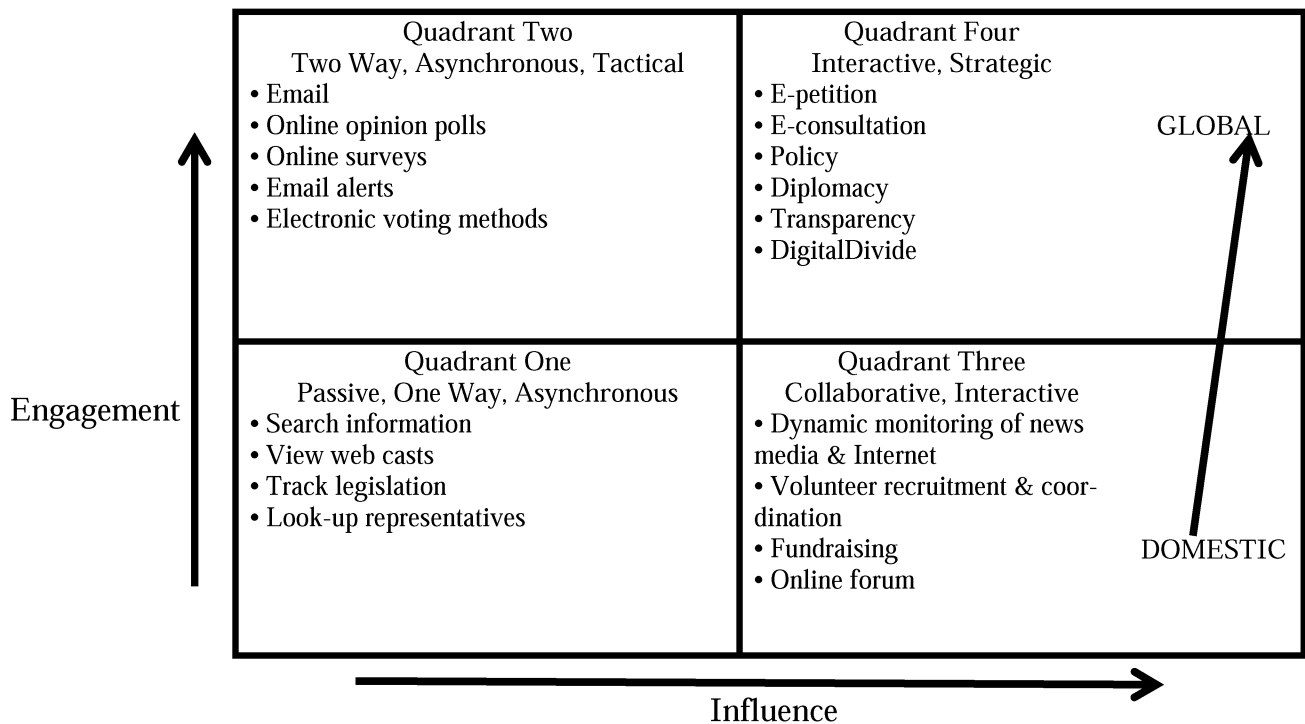 Quadrant Two
Two Way, Asynchronous, Tactical
• Email
• Online opinion polls
• Online surveys
• Email alerts
• Electronic voting methods
Quadrant Four
Interactive, Strategic
• E-petition
• E-consultation
• Policy
• Diplomacy
• Transparency
• DigitalDivide
GLOBAL
Engagement
Quadrant One
Passive, One Way, Asynchronous
• Search information
• View web casts
• Track legislation
• Look-up representatives
Quadrant Three
Collaborative, Interactive
• Dynamic monitoring of news
media & Internet
• Volunteer recruitment & coor-
dination
• Fundraising
• Online forum
DOMESTIC
Influence